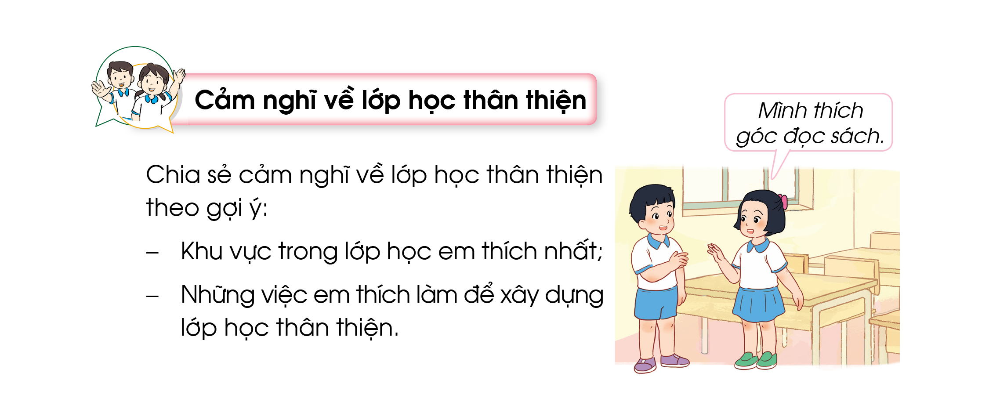 Cảm nghĩ về lớp học thân thiện
Mình thích
góc đọc sách.
Chia sẻ cảm nghĩ về lớp học thân thiện
theo gợi ý:
– Khu vực trong lớp học em thích nhất;
– Những việc em thích làm để xây dựng
lớp học thân thiện.